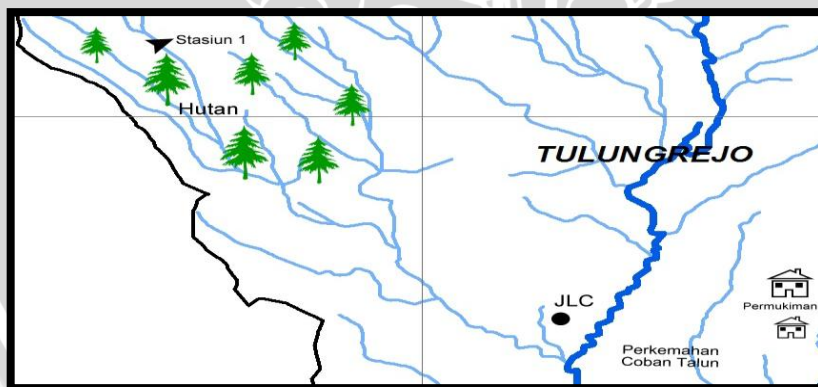 Stasiun 1
Hutan
TULUNGREJO
JLC
Permukiman
Perkemahan
Coban Talun